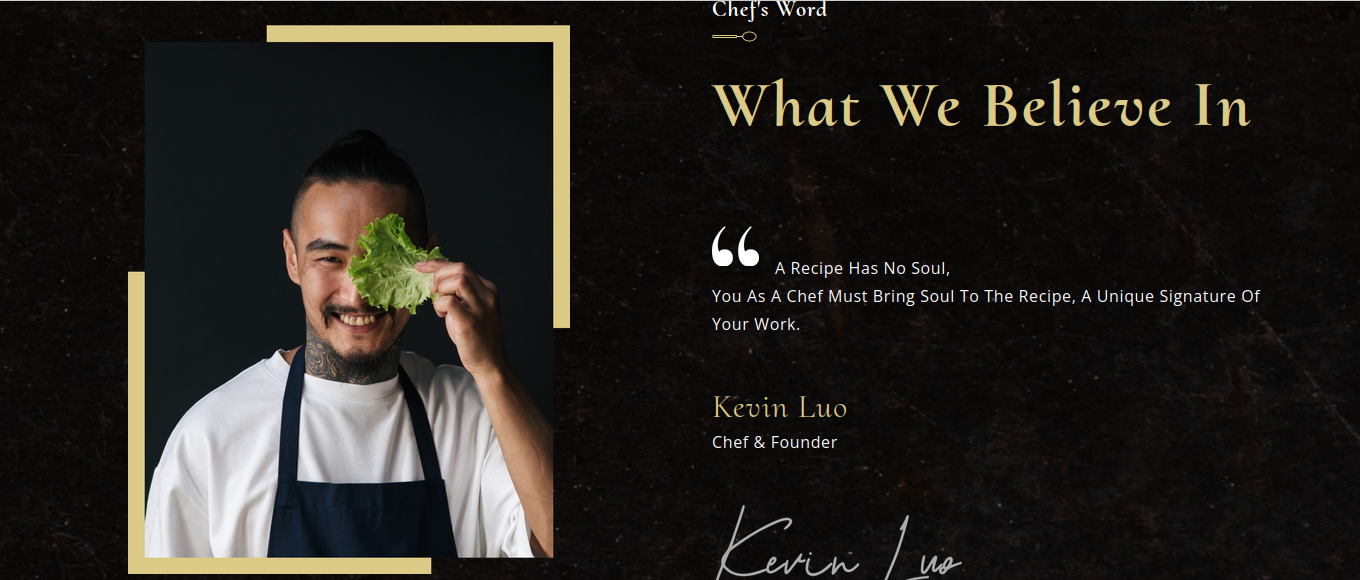 Chef's Word
What We Believe In
“ A Recipe Has No Soul,
You As A Chef Must Bring Soul To The Recipe, A Unique Signature Of
Your Work.
Kevin Luo
Chef & Founder
Kevin Luo